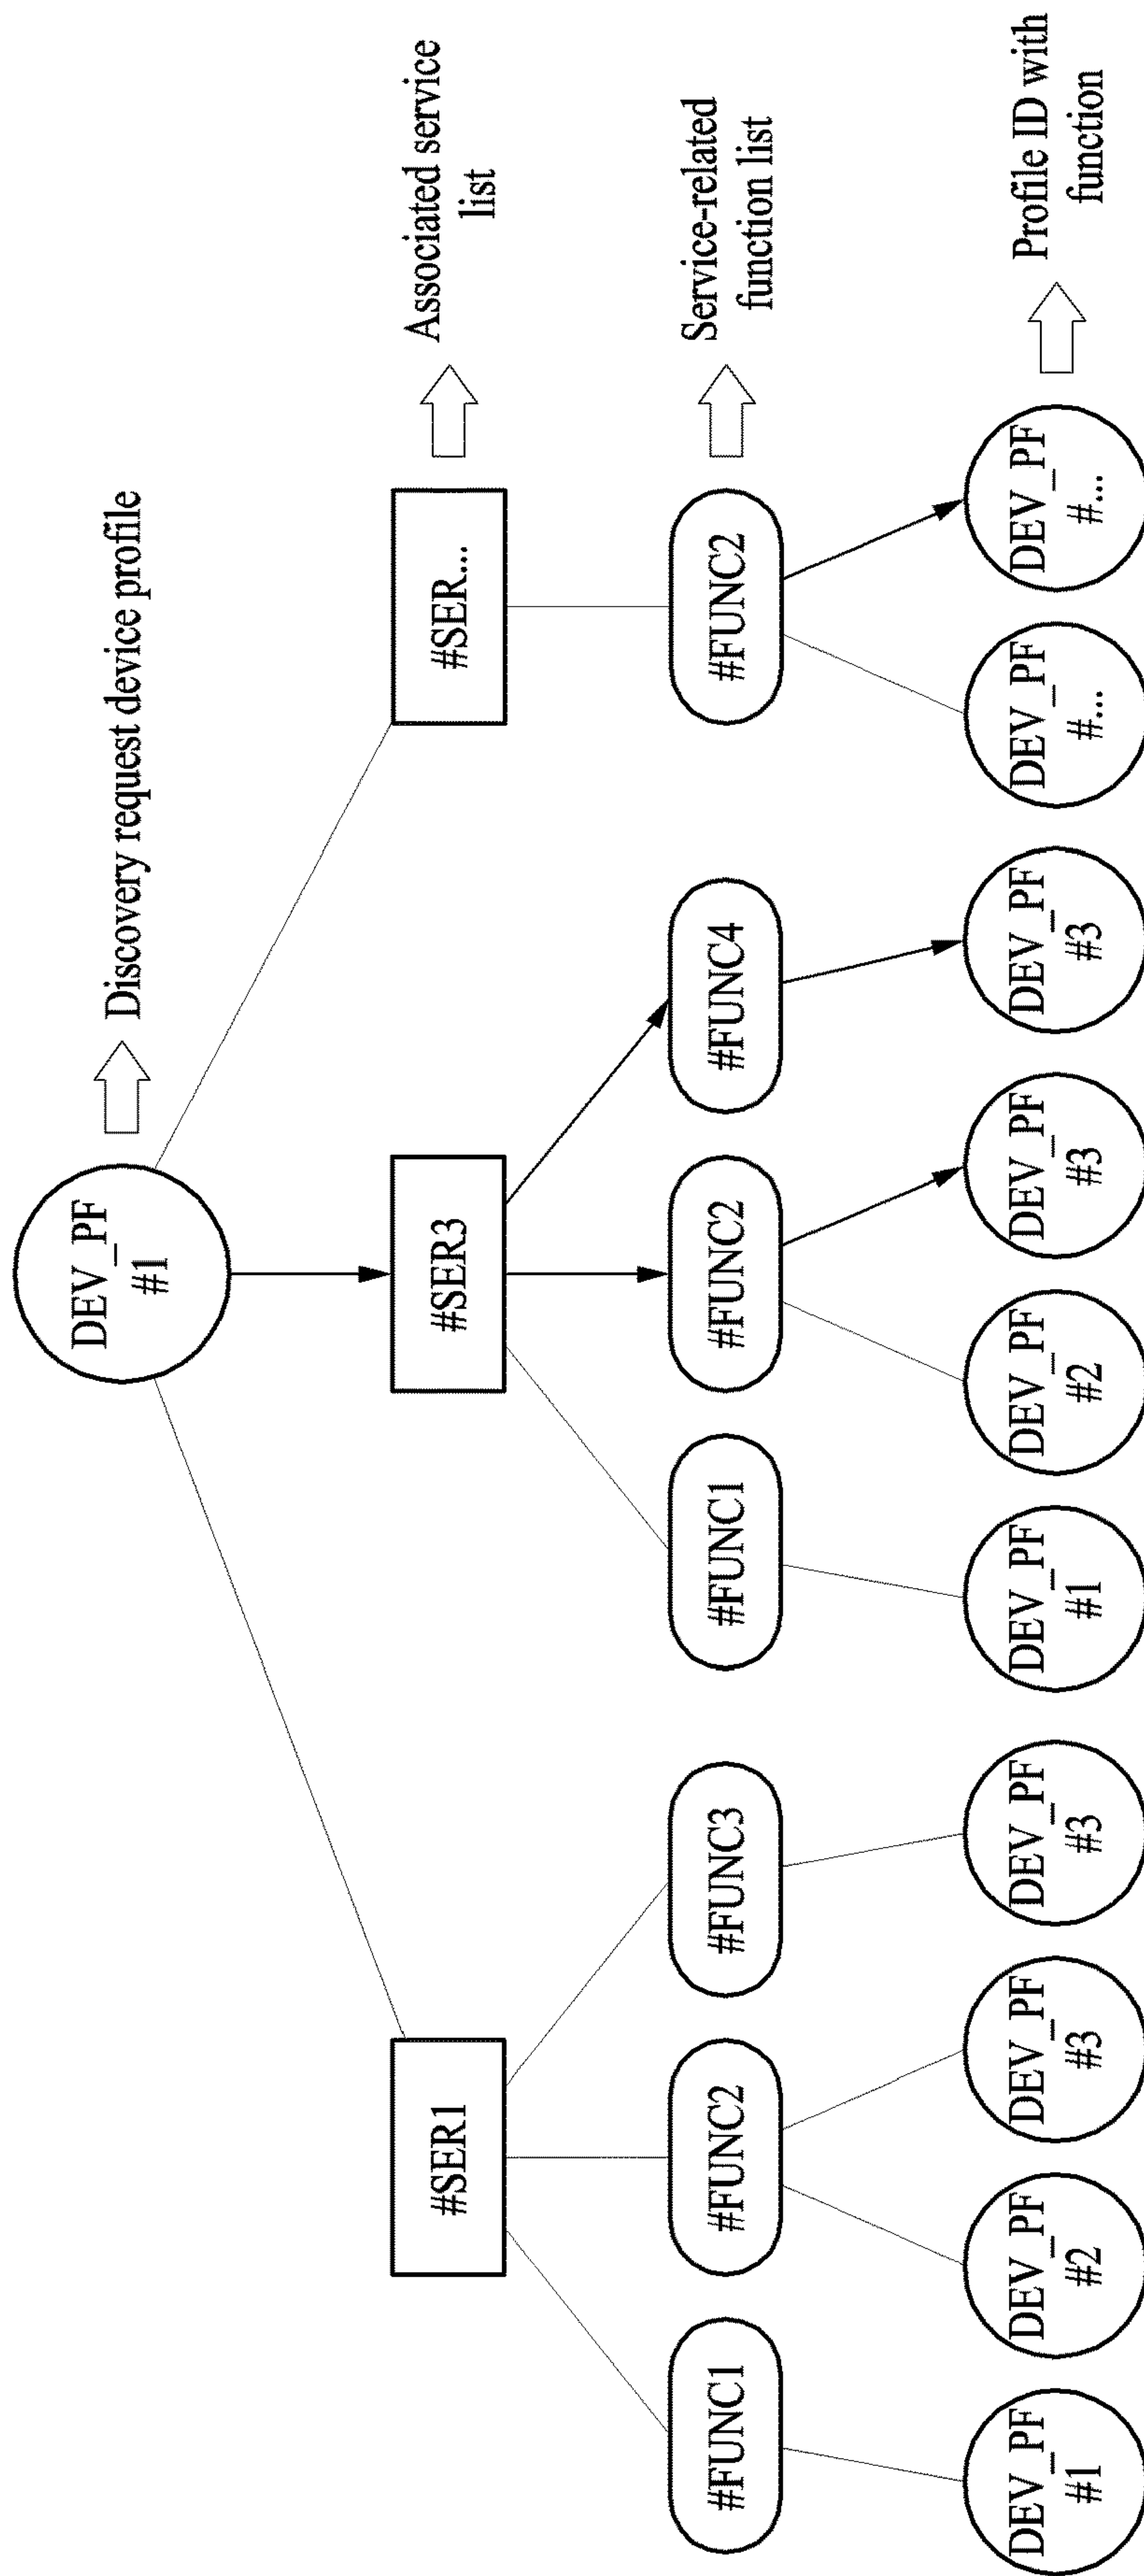 DEV_PF
#1
Discovery request device profile
#SER1
#SER3
#SER...
Associated service
list
#FUNC1
#FUNC2
#FUNC3
#FUNC1
#FUNC2
#FUNC4
#FUNC2
Service-related
function list
DEV_PF
#1
DEV_PF
#2
DEV_PF
#3
DEV_PF
#3
DEV_PF
#1
DEV_PF
#2
DEV_PF
#3
DEV_PF
#3
DEV_PF
#...
DEV_PF
#...
Profile ID with
function